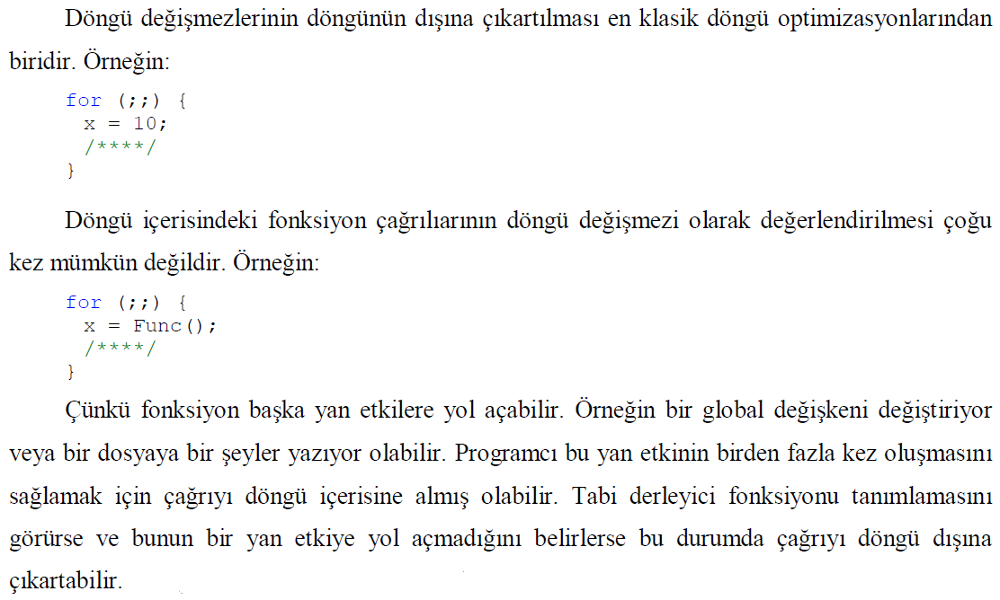 Döngü değişmezlerinin döngünün dışına çıkartılması en klasik döngü optimizasyonlarından
biridir. Örneğin:
for (;;) {
x = 10;
/****/
}
Döngü içerisindeki fonksiyon çağrılıarının döngü değişmezi olarak değerlendirilmesi çoğu
kez mümkün değildir. Örneğin:
for (;;) {
x = Func();
/****/
}
Çünkü fonksiyon başka yan etkilere yol açabilir. Örneğin bir global değişkeni değiştiriyor
veya bir dosyaya bir şeyler yazıyor olabilir. Programcı bu yan etkinin birden fazla kez oluşmasını
sağlamak için çağrıyı döngü içerisine almış olabilir. Tabi derleyici fonksiyonu tanımlamasını
görürse ve bunun bir yan etkiye yol açmadığını belirlerse bu durumda çağrıyı döngü dışına
çıkartabilir.